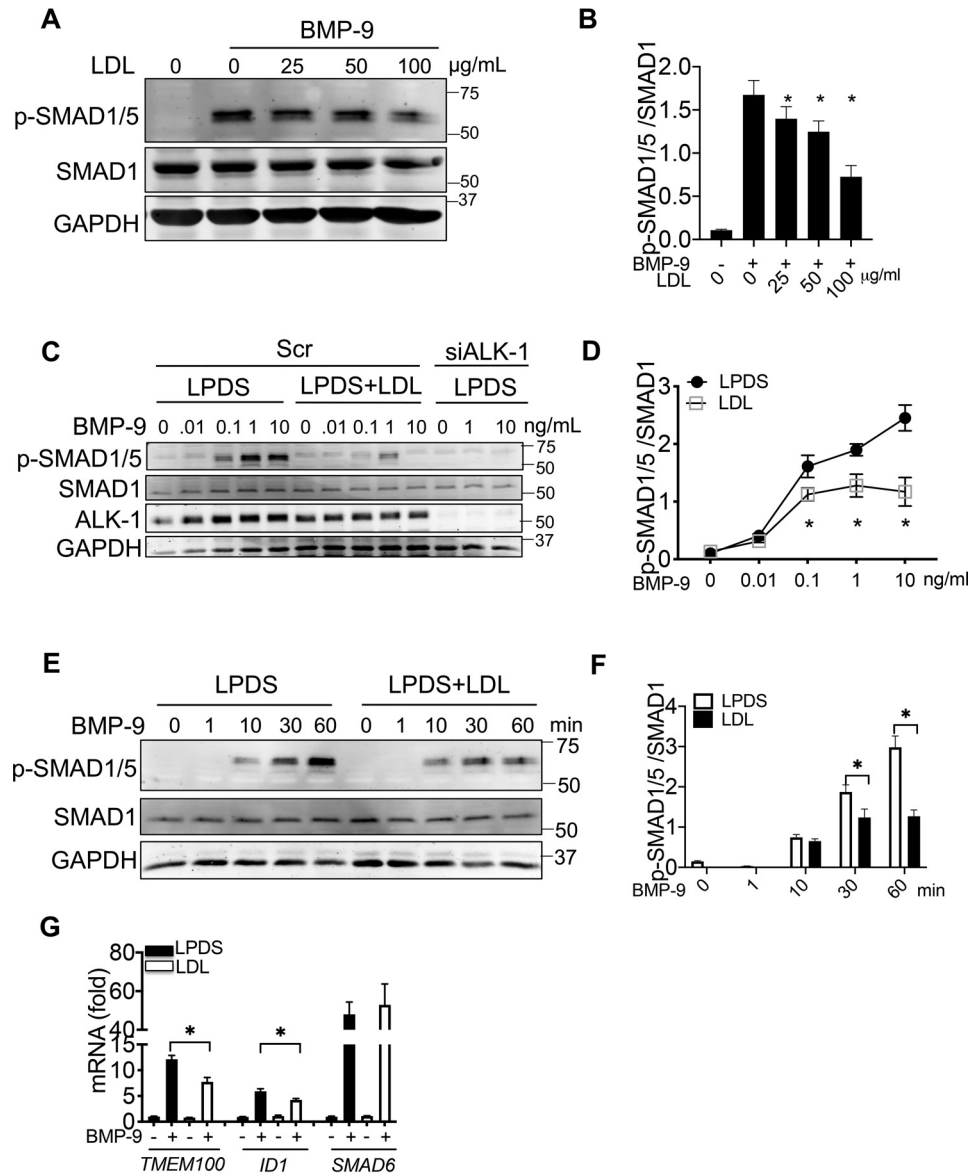 A
BMP-9
LDL 0 0 25 50 100 µg/mL
p-SMAD1/5
75
50
SMAD1
50
37
GAPDH
B
p-SMAD1/5 /SMAD1
2.0
1.5
1.0
0.5
0.0
BMP-9 - + + + +
LDL 0 0 25 50 100 µg/ml
C
Scr siALK-1
LPDS LPDS+LDL LPDS
BMP-9 0 .01 0.1 1 10 0 .01 0.1 1 10 0 1 10 ng/mL
p-SMAD1/5
75
50
SMAD1
50
ALK-1
50
37
GAPDH
D
p-SMAD1/5 /SMAD1
LPDS
LDL
3
2
1
0
* * *
BMP-9 0 0.01 0.1 1 10 ng/ml
E
LPDS LPDS+LDL
BMP-9 0 1 10 30 60 0 1 10 30 60 min
p-SMAD1/5
75
50
SMAD1
50
GAPDH
37
F
p-SMAD1/5 /SMAD1
LPDS
LDL
4
3
2
1
0
* *
BMP-9 0 1 10 30 60 min
G
mRNA (fold)
LPDS
LDL
80
60
40
15
10
5
0
* *
BMP-9 - + - + - + - + - + - +
TMEM100 ID1 SMAD6